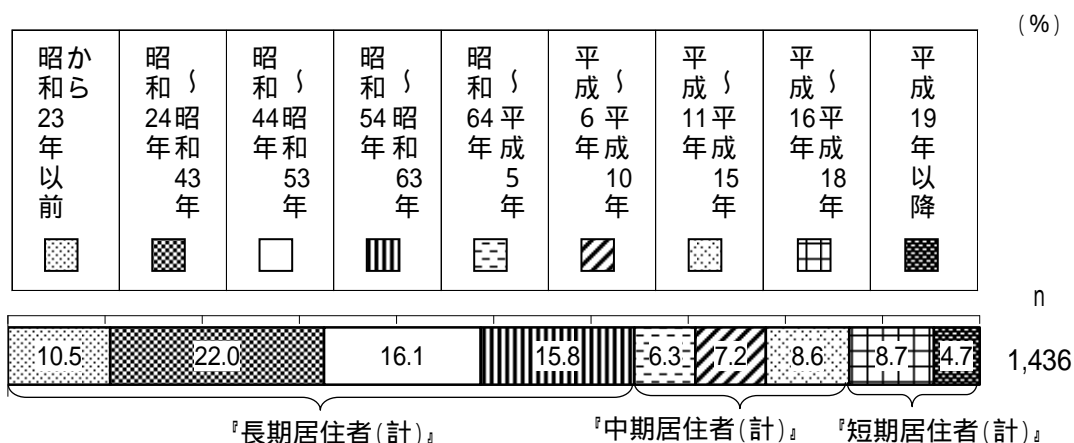 (%)
昭和23年以前
から
昭和24年
～昭和43年
昭和44年
～昭和53年
昭和54年
～昭和63年
昭和64年
～平成5年
平成6年
～平成10年
平成11年
～平成15年
平成16年
～平成18年
平成19年以降
n
10.5
22.0
16.1
15.8
6.3
7.2
8.6
8.7
4.7
1,436
『長期居住者(計)』
『中期居住者(計)』
『短期居住者(計)』